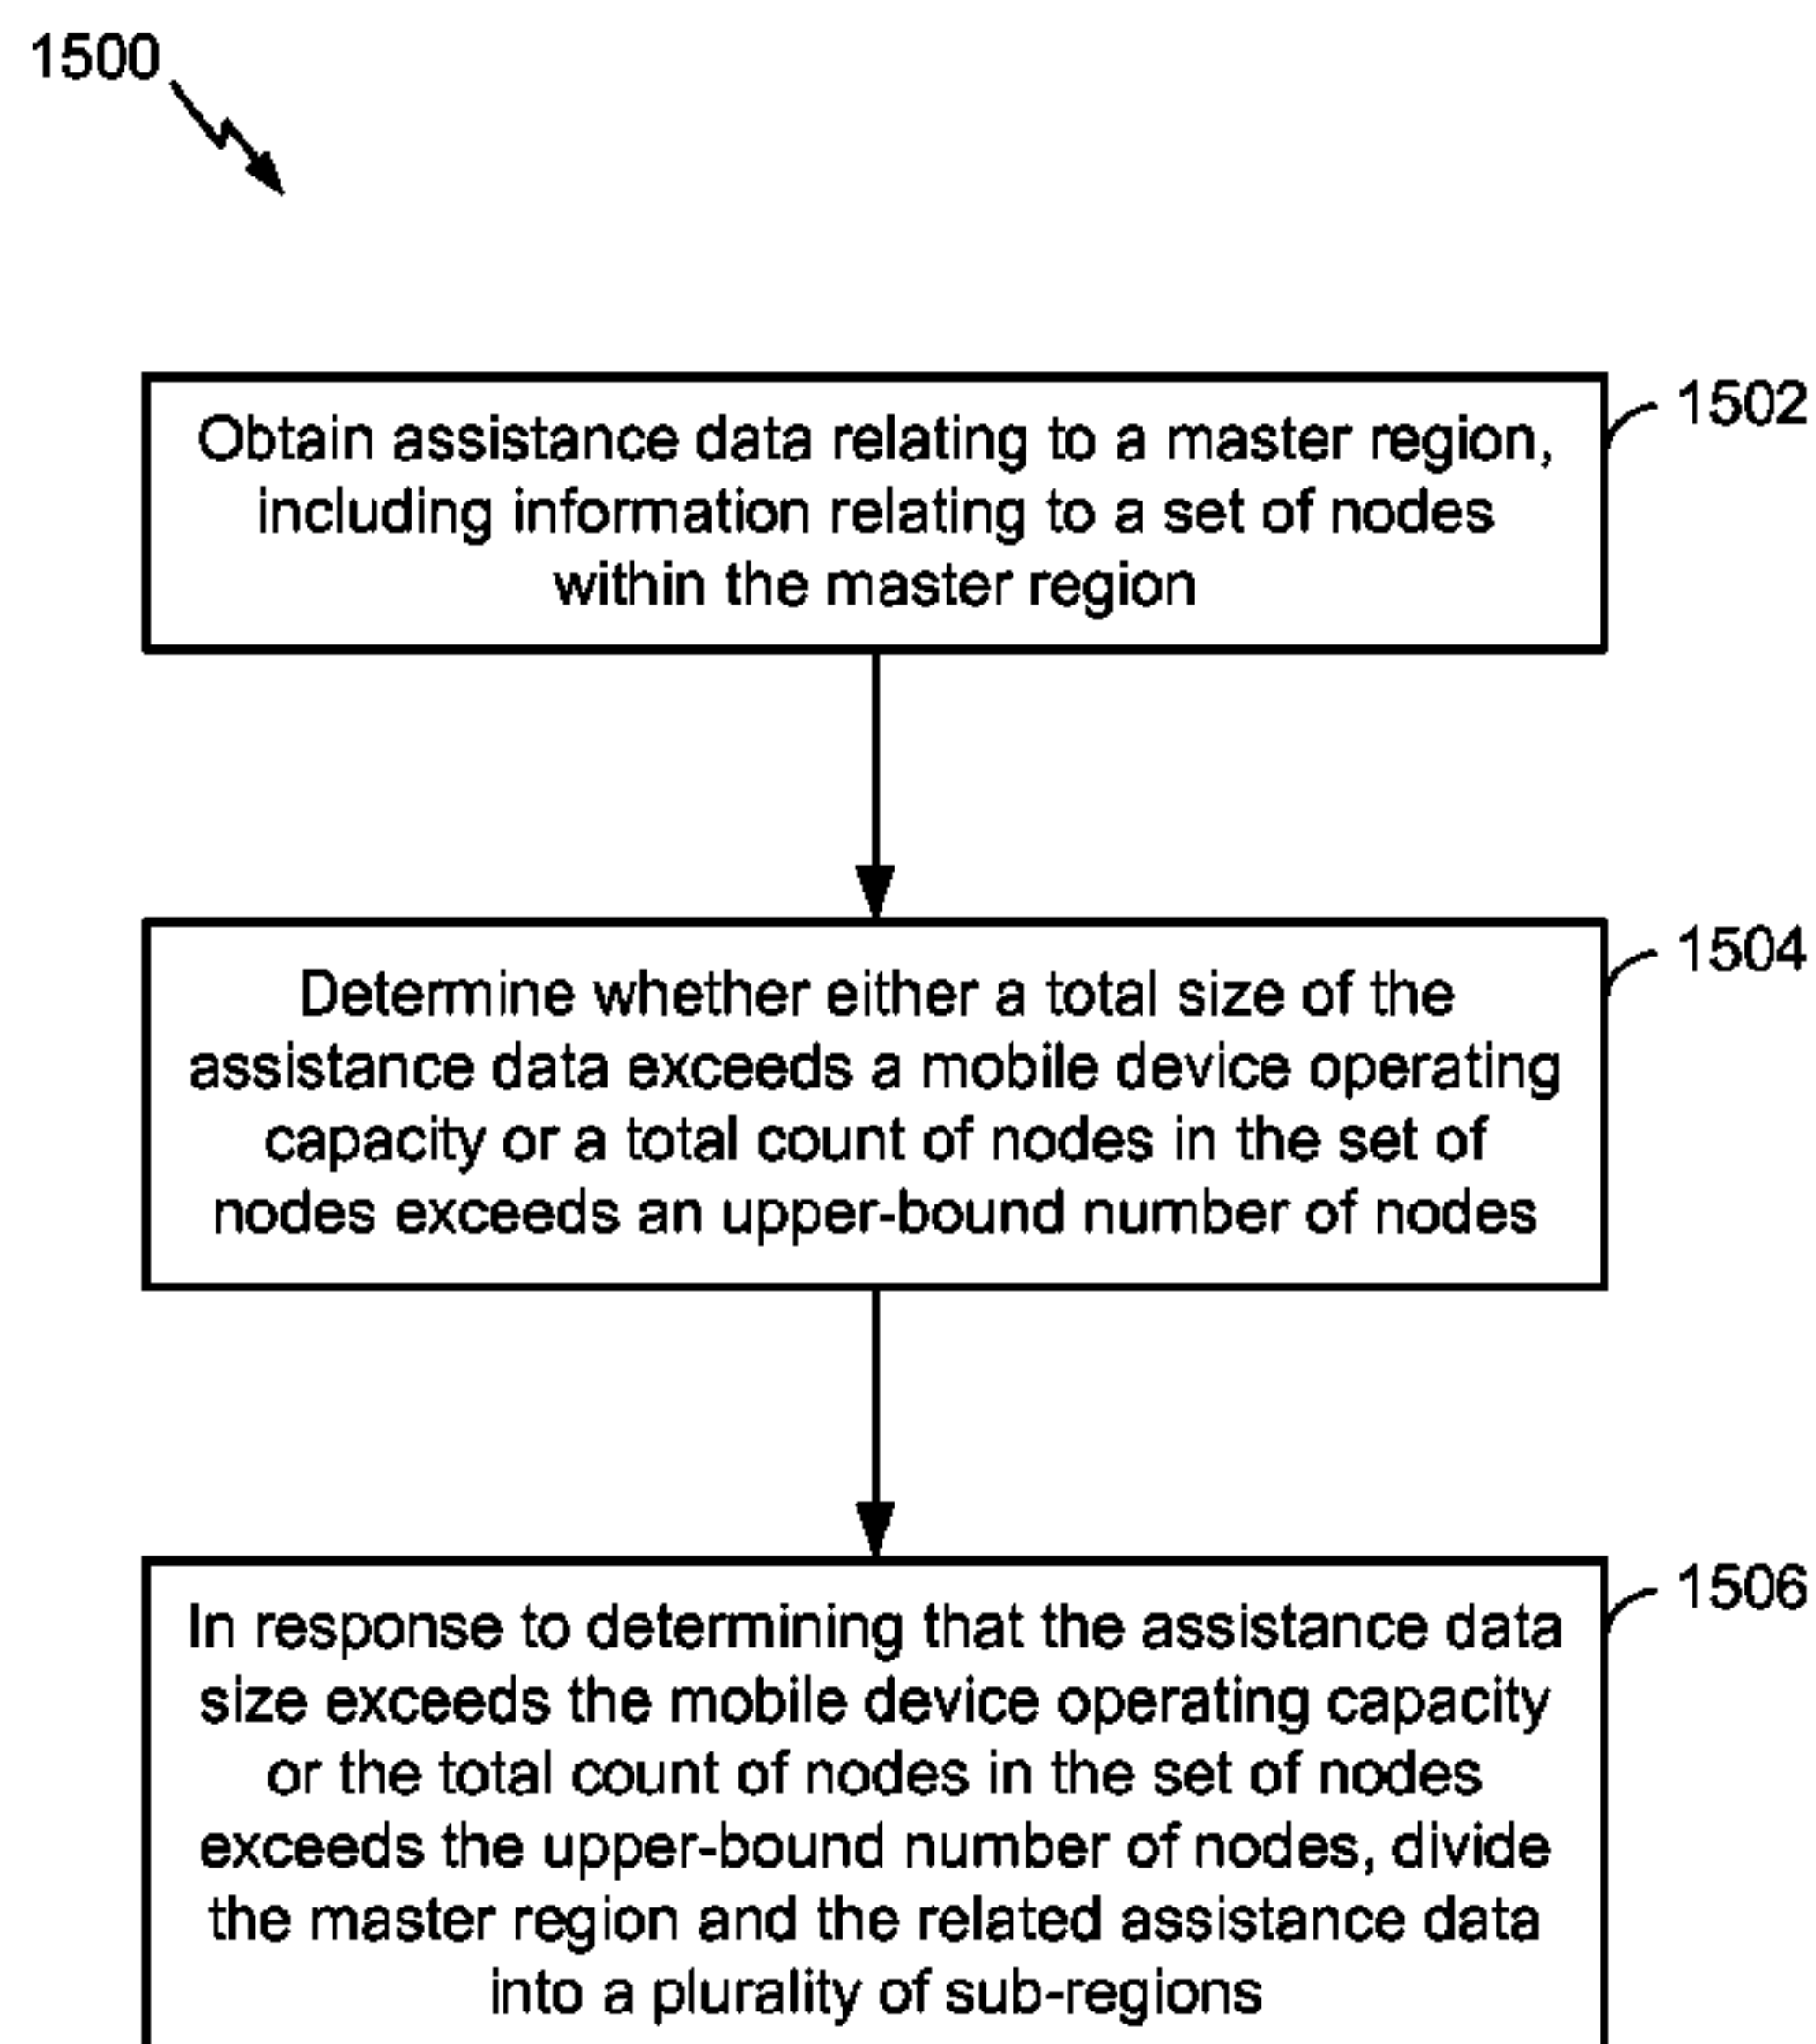 1500
1502
Obtain assistance data relating to a master region,
including information relating to a set of nodes
within the master region
1504
Determine whether either a total size of the
assistance data exceeds a mobile device operating
capacity or a total count of nodes in the set of
nodes exceeds an upper-bound number of nodes
1506
In response to determining that the assistance data
size exceeds the mobile device operating capacity
or the total count of nodes in the set of nodes
exceeds the upper-bound number of nodes, divide
the master region and the related assistance data
into a plurality of sub-regions